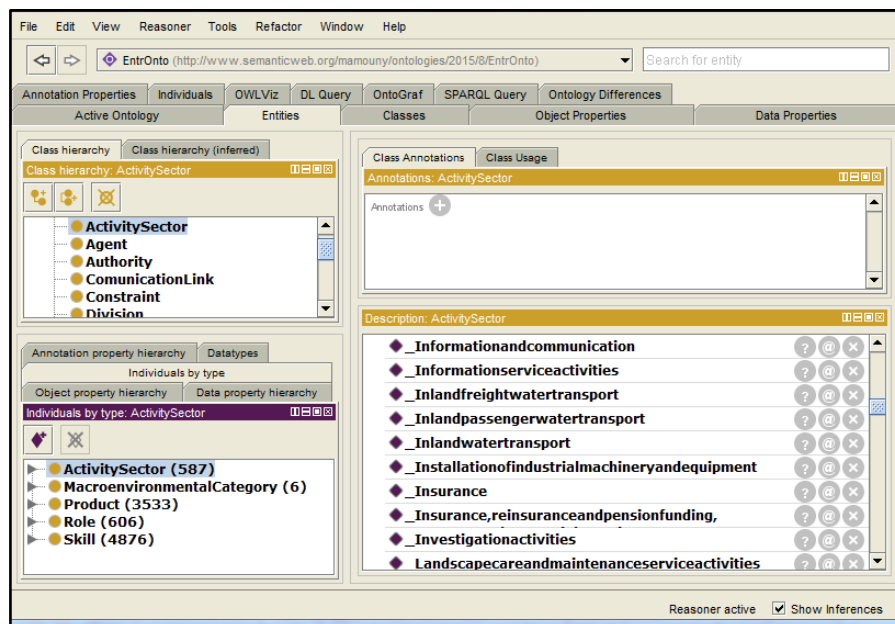 File Edit View Reasoner Tools Refactor Window Help
EntrOnto (http://www.semanticweb.org/mamouny/ontologies/2015/8/EntrOnto)
Search for entity
Annotation Properties Individuals OWLViz DL Query OntoGraf SPARQL Query Ontology Differences
Active Ontology Entities Classes Object Properties Data Properties
Class hierarchy Class hierarchy (inferred)
Class hierarchy: ActivitySector
ActivitySector
Agent
Authority
ComunicationLink
Constraint
Division
Annotation property hierarchy Datatypes
Individuals by type
Object property hierarchy Data property hierarchy
Individuals by type: ActivitySector
ActivitySector (587)
MacroenvironmentalCategory (6)
Product (3533)
Role (606)
Skill (4876)
Class Annotations Class Usage
Annotations: ActivitySector
Annotations
Description: ActivitySector
_Informationandcommunication
_Informationserviceactivities
_Inlandfreightwatertransport
_Inlandpassengerwatertransport
_Inlandwatertransport
_Installationofindustrialmachineryandequipment
_Insurance
_Insurance,reinsuranceandpensionfunding,
_Investigationactivities
_Landscapecareandmaintenanceserviceactivities
Reasoner active Show Inferences